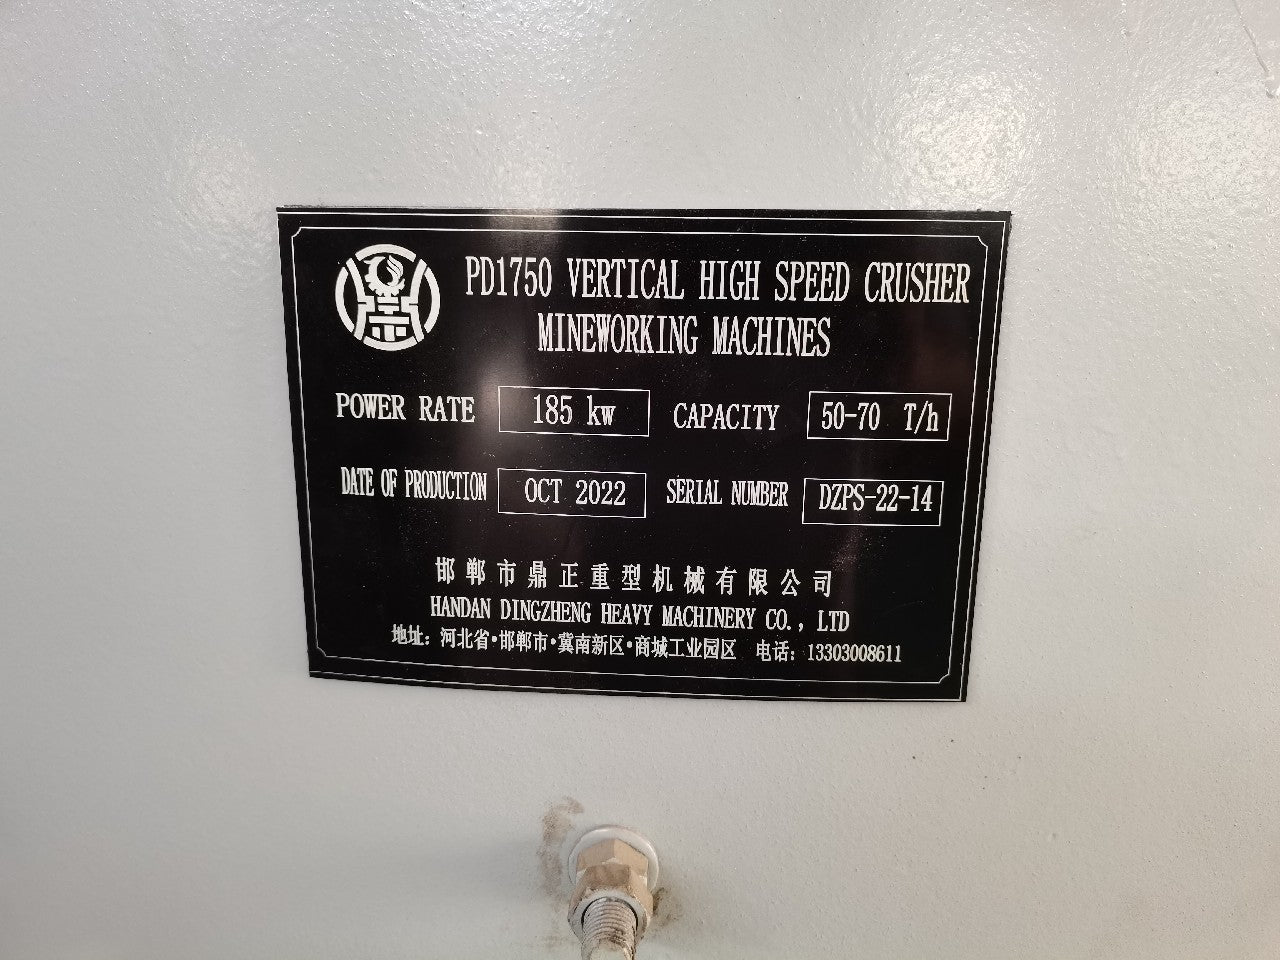 PD1750 VERTICAL HIGH SPEED CRUSHER
MINEWORKING MACHINES
POWER RATE 185 kw CAPACITY 50-70 T/h
DATE OF PRODUCTION OCT 2022 SERIAL NUMBER DZPS-22-14
邯郸市鼎正重型机械有限公司
HANDAN DINGZHENG HEAVY MACHINERY CO., LTD
地址：河北省·邯郸市·冀南新区·商城工业园区 电话：13303008611